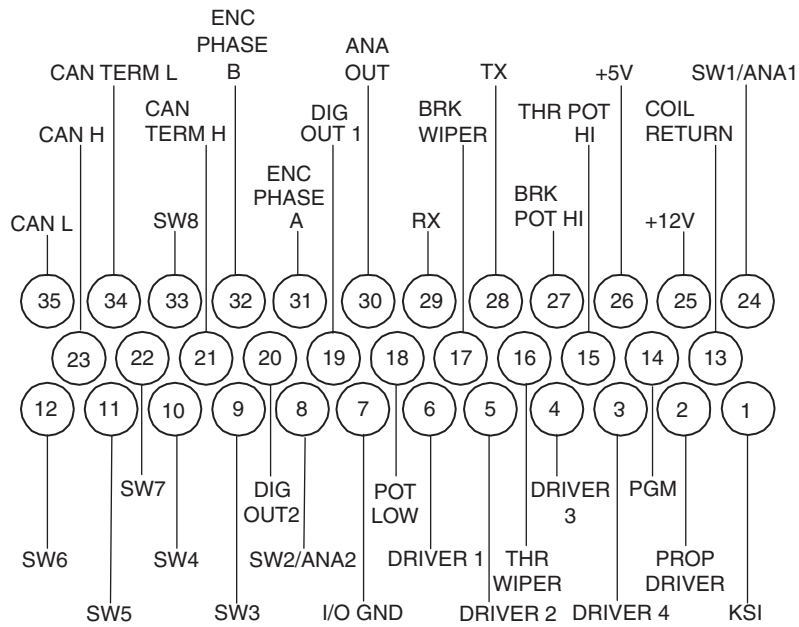 ENC
PHASE
B
ANA
OUT
CAN TERM L
TX
+5V
SW1/ANA1
CAN H
CAN
TERM H
DIG
OUT 1
BRK
WIPER
THR POT
HI
COIL
RETURN
CAN L
SW8
ENC
PHASE
A
RX
BRK
POT HI
+12V
35 34 33 32 31 30 29 28 27 26 25 24
23 22 21 20 19 18 17 16 15 14 13
12 11 10 9 8 7 6 5 4 3 2 1
SW7
DIG
OUT2
POT
LOW
DRIVER
3
PGM
SW6
SW4
SW2/ANA2
DRIVER 1
THR
WIPER
PROP
DRIVER
SW5
SW3
I/O GND
DRIVER 2
DRIVER 4
KSI